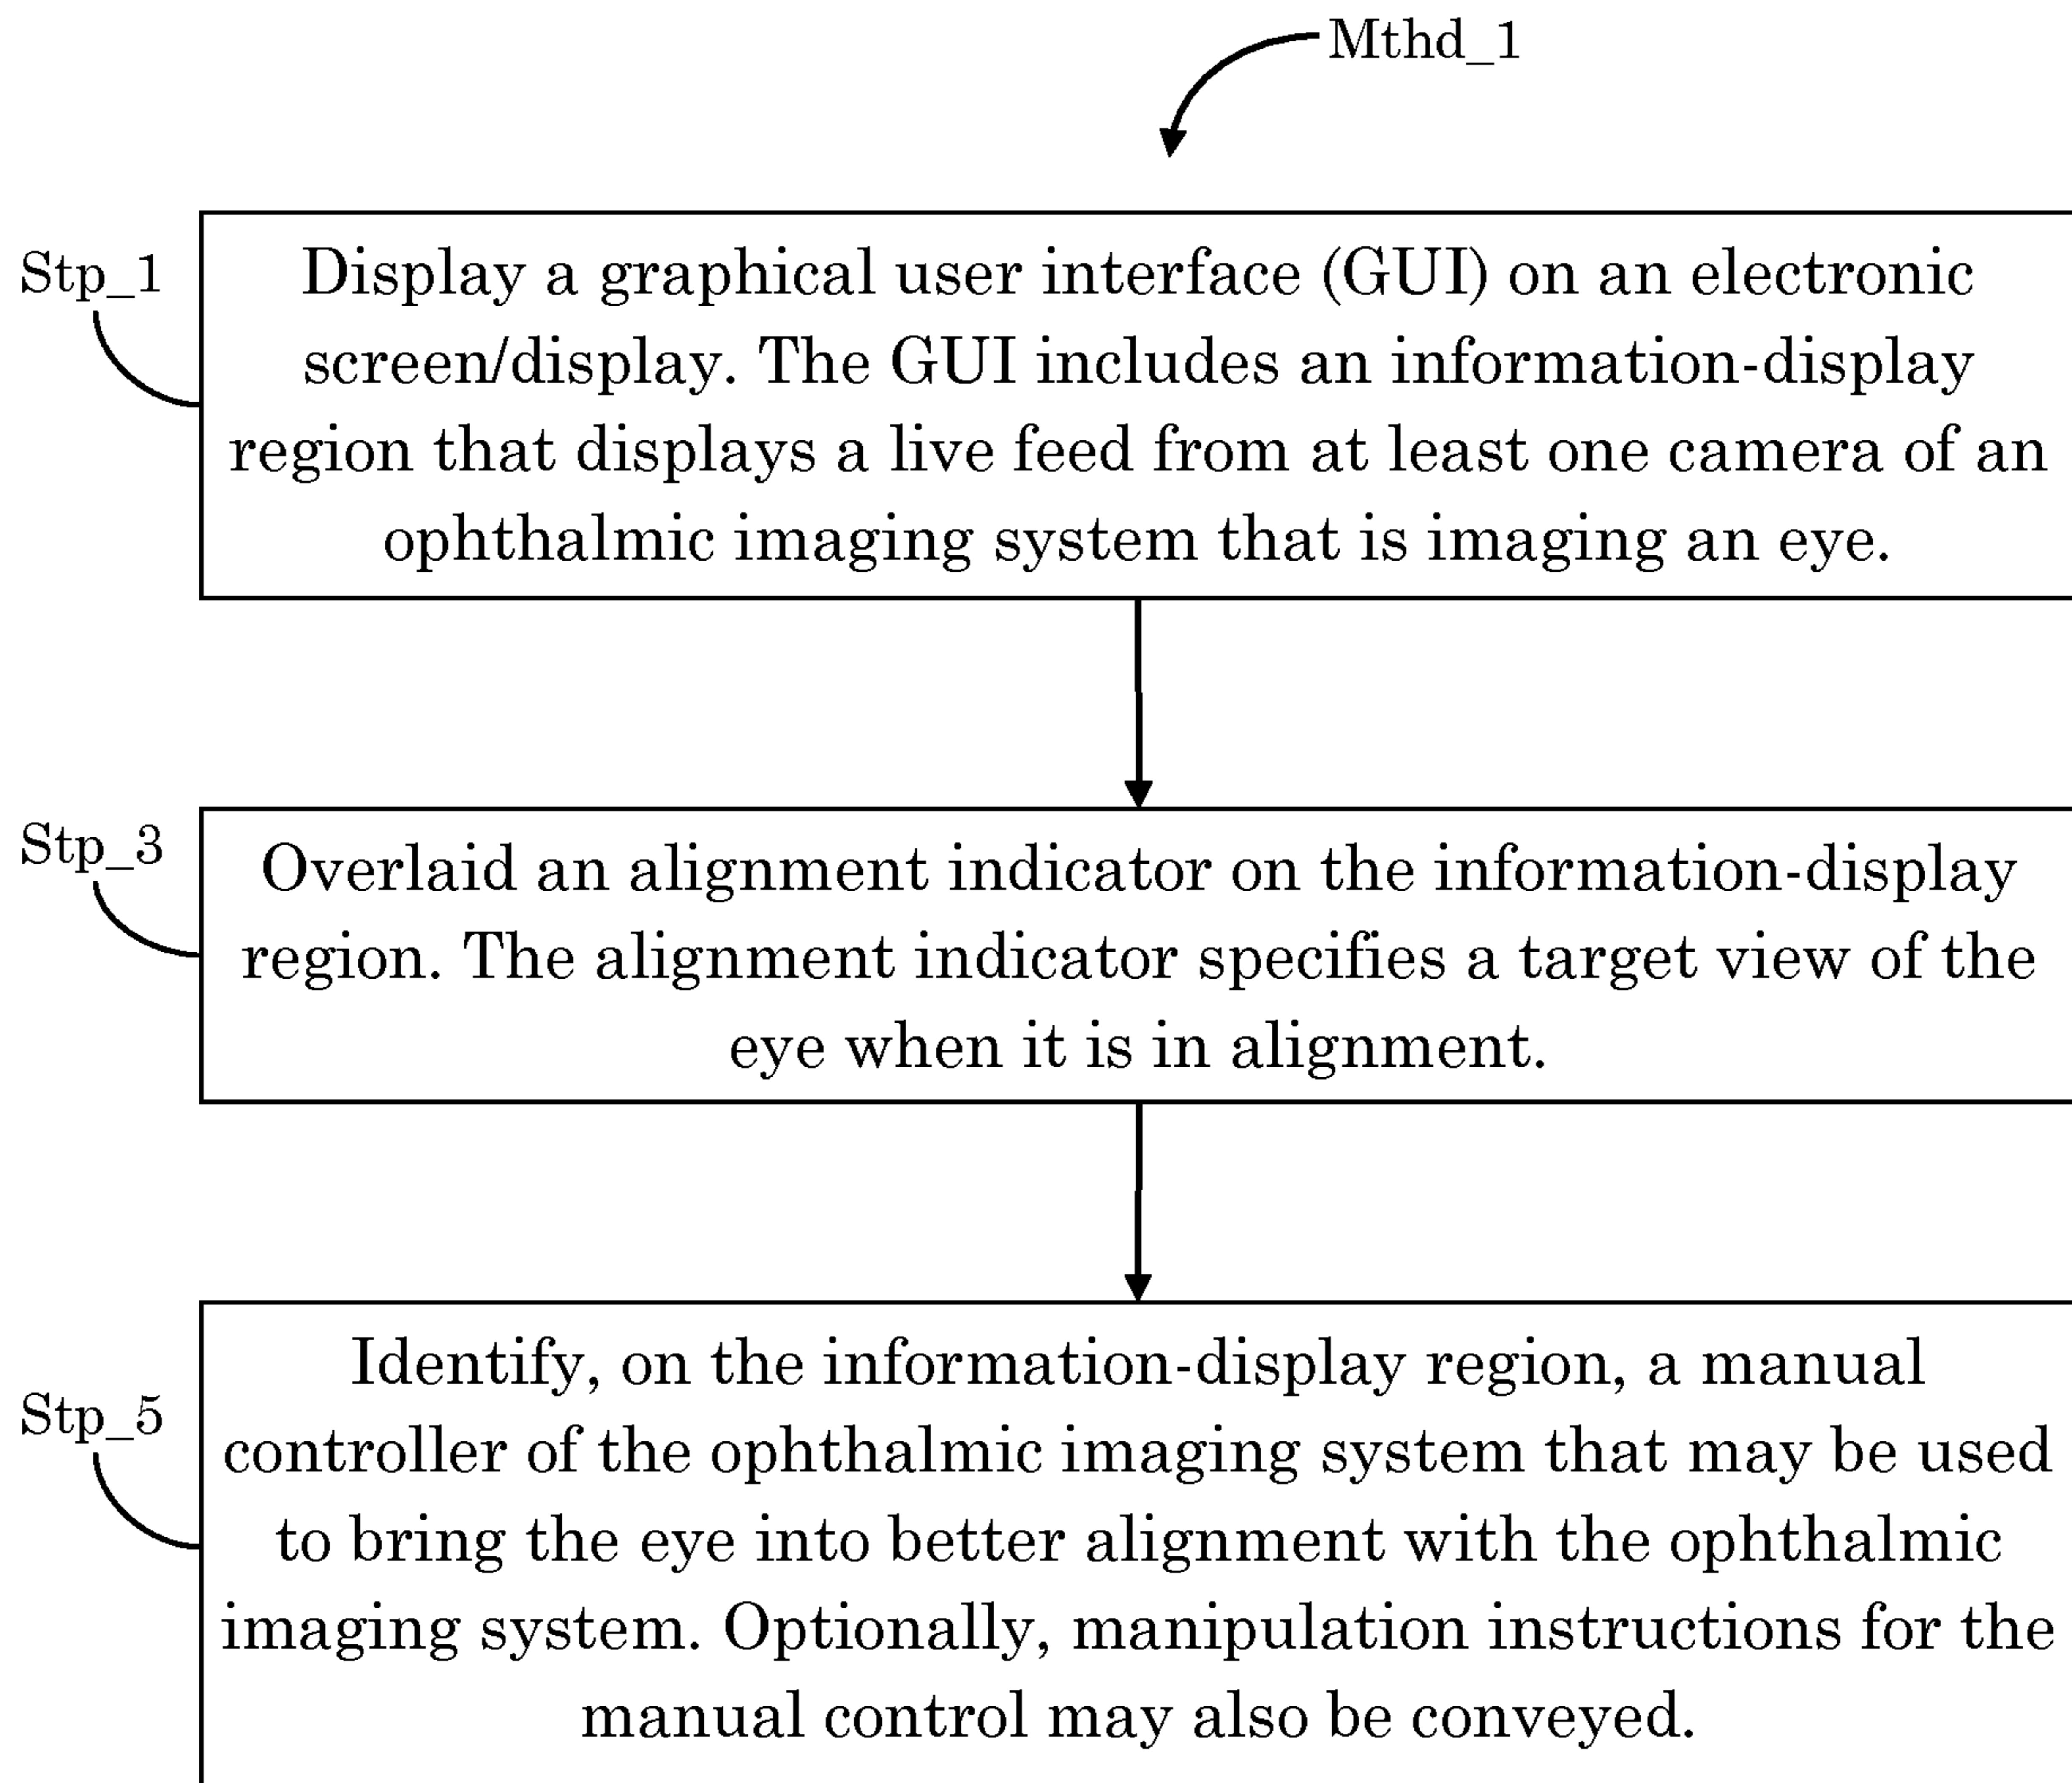 Mthd_1
Stp_1
Display a graphical user interface (GUI) on an electronic
screen/display. The GUI includes an information-display
region that displays a live feed from at least one camera of an
ophthalmic imaging system that is imaging an eye.
Stp_3
Overlaid an alignment indicator on the information-display
region. The alignment indicator specifies a target view of the
eye when it is in alignment.
Stp_5
Identify, on the information-display region, a manual
controller of the ophthalmic imaging system that may be used
to bring the eye into better alignment with the ophthalmic
imaging system. Optionally, manipulation instructions for the
manual control may also be conveyed.